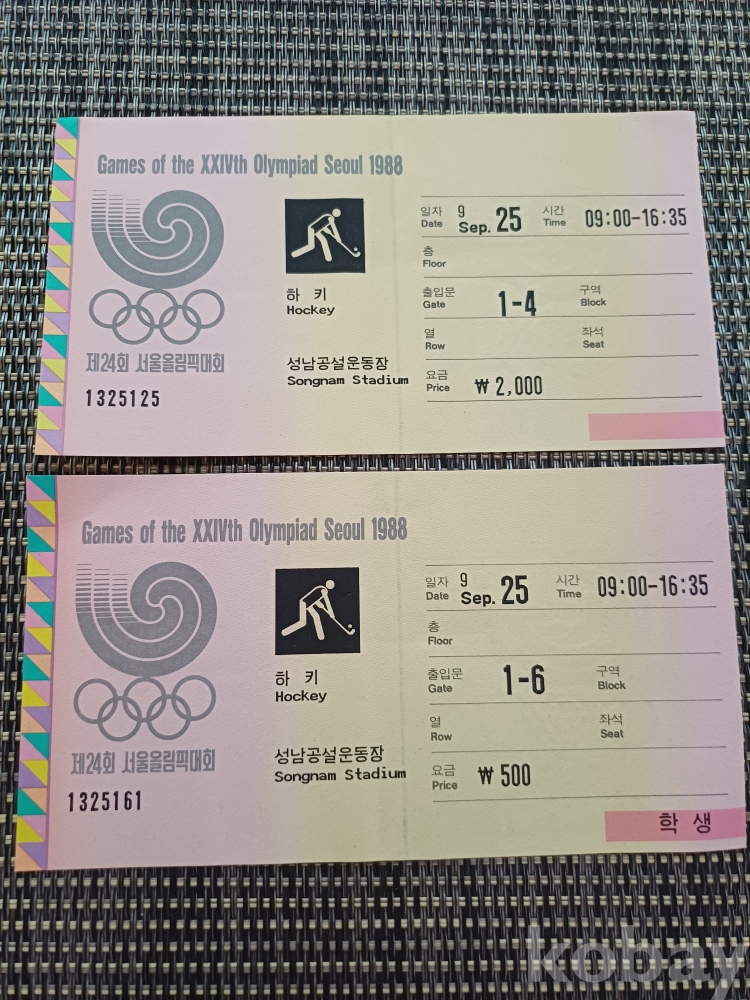 Games of the XXIVth Olympiad Seoul 1988
일자 Date 9 Sep. 25 시간 Time 09:00-16:35
층 Floor
하 키
Hockey
출입문 Gate 1-4 구역 Block
열 Row 좌석 Seat
제24회 서울올림픽대회
성남공설운동장
Songnam Stadium
요금 Price ₩ 2,000
1325125
Games of the XXIVth Olympiad Seoul 1988
일자 Date 9 Sep. 25 시간 Time 09:00-16:35
층 Floor
하 키
Hockey
출입문 Gate 1-6 구역 Block
열 Row 좌석 Seat
제24회 서울올림픽대회
성남공설운동장
Songnam Stadium
요금 Price ₩ 500
1325161
학 생
kobay